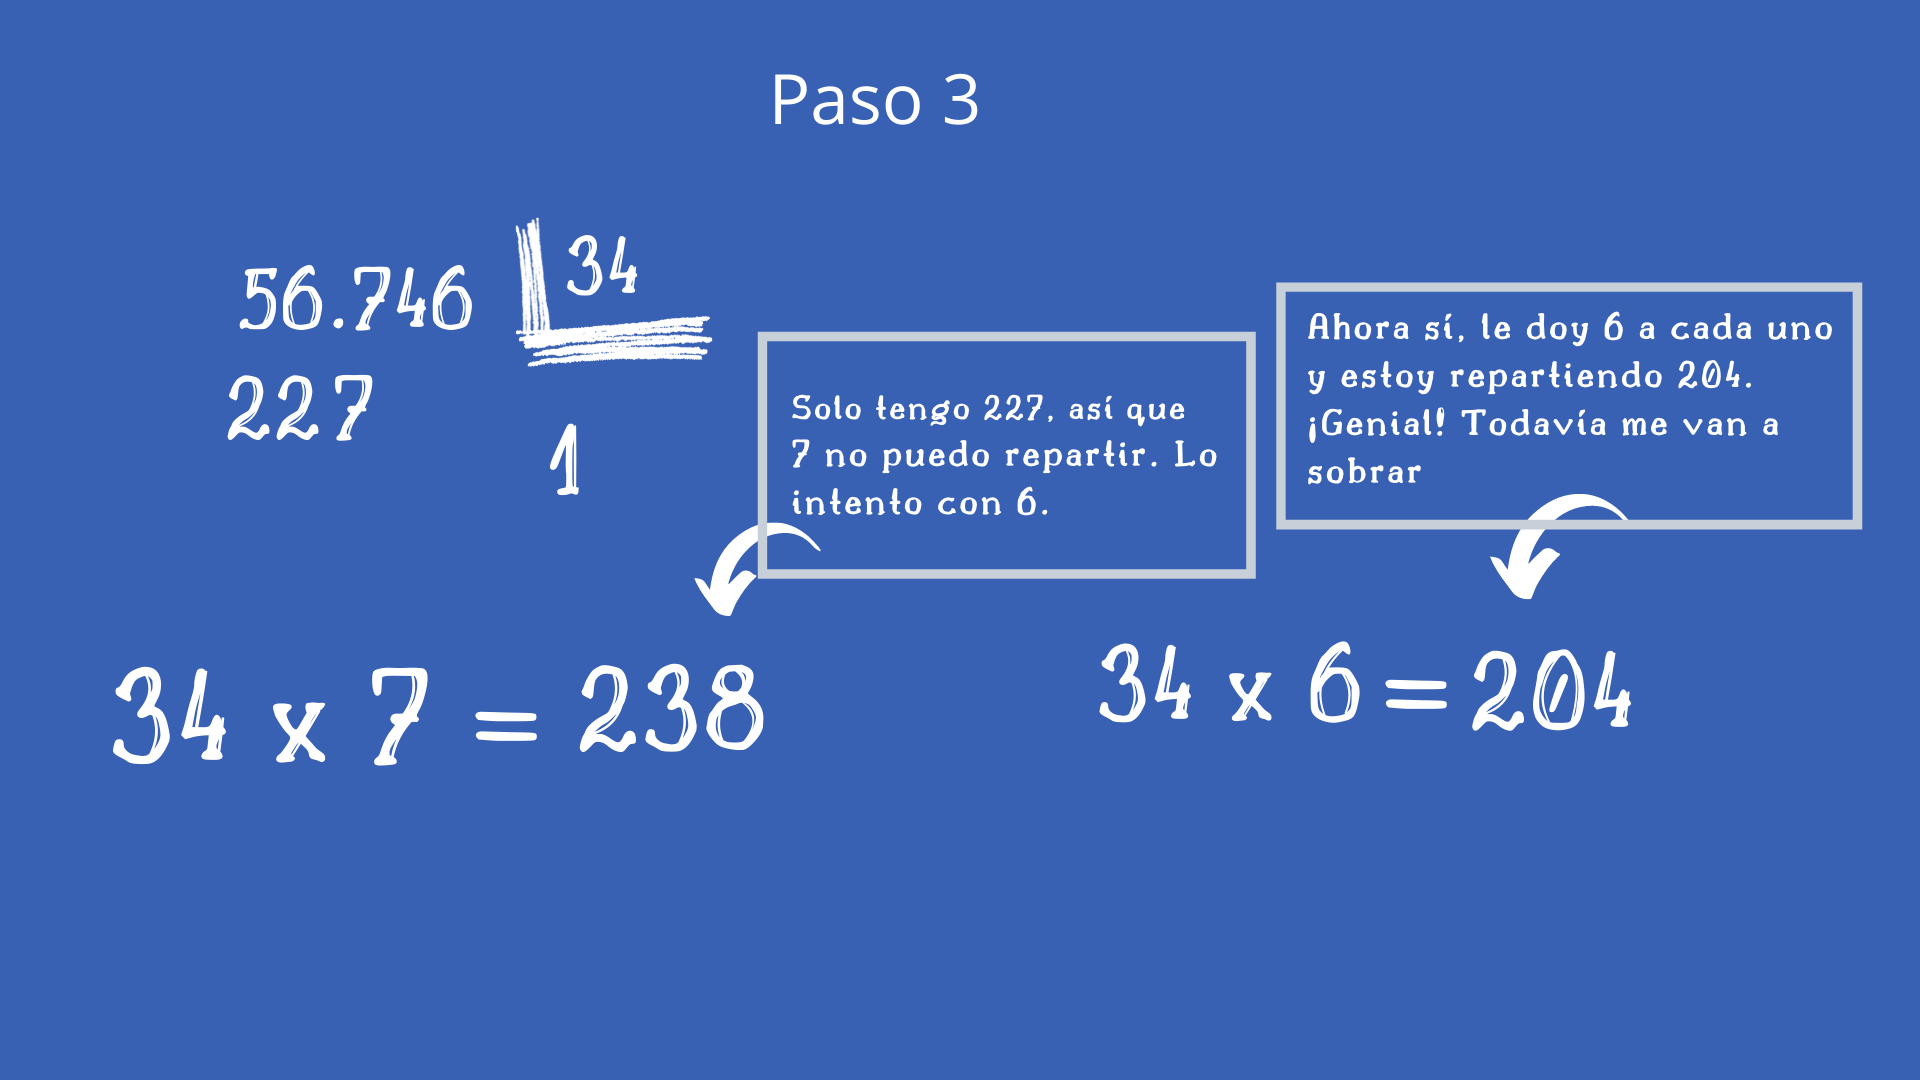 Paso 3
56.746
34
227
1
Solo tengo 227, así que
7 no puedo repartir. Lo
intento con 6.
Ahora sí, le doy 6 a cada uno
y estoy repartiendo 204.
¡Genial! Todavía me van a
sobrar
34 x 7 = 238
34 x 6 = 204